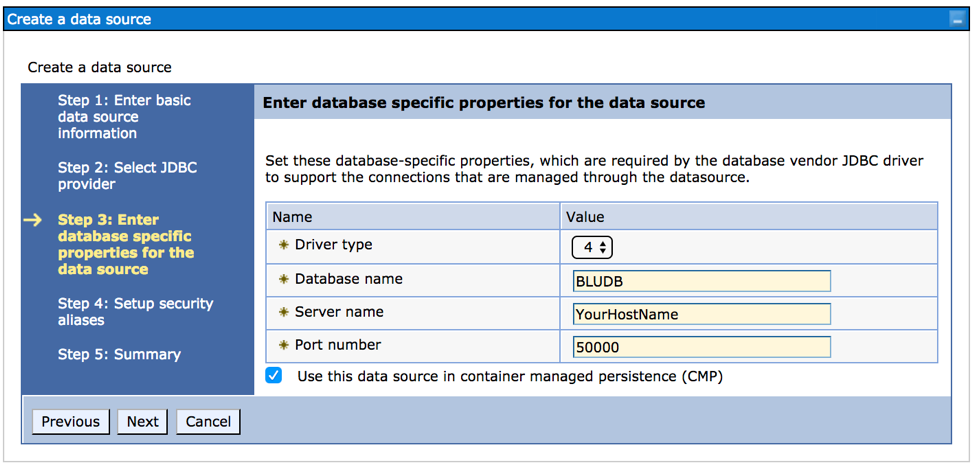 Create a data source
Create a data source
Step 1: Enter basic
data source
information
Step 2: Select JDBC
provider
Step 3: Enter
database specific
properties for the
data source
Step 4: Setup security
aliases
Step 5: Summary
Enter database specific properties for the data source
Set these database-specific properties, which are required by the database vendor JDBC driver
to support the connections that are managed through the datasource.
Name Value
Driver type 4
Database name BLUDB
Server name YourHostName
Port number 50000
Use this data source in container managed persistence (CMP)
Previous Next Cancel